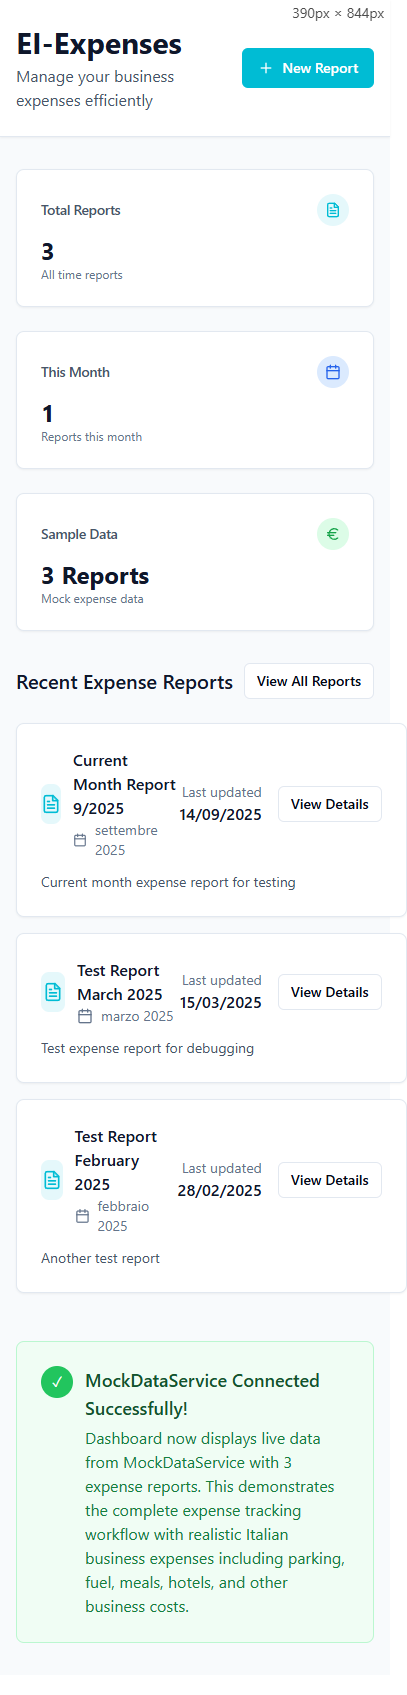 390px × 844px
EI-Expenses
Manage your business
expenses efficiently
New Report
Total Reports
3
All time reports
This Month
1
Reports this month
Sample Data
€
3 Reports
Mock expense data
Recent Expense Reports
View All Reports
Current
Month Report
9/2025
settembre
2025
Last updated
14/09/2025
View Details
Current month expense report for testing
Test Report
March 2025
marzo 2025
Last updated
15/03/2025
View Details
Test expense report for debugging
Test Report
February
2025
febbraio
2025
Last updated
28/02/2025
View Details
Another test report
✓
MockDataService Connected
Successfully!
Dashboard now displays live data
from MockDataService with 3
expense reports. This demonstrates
the complete expense tracking
workflow with realistic Italian
business expenses including parking,
fuel, meals, hotels, and other
business costs.